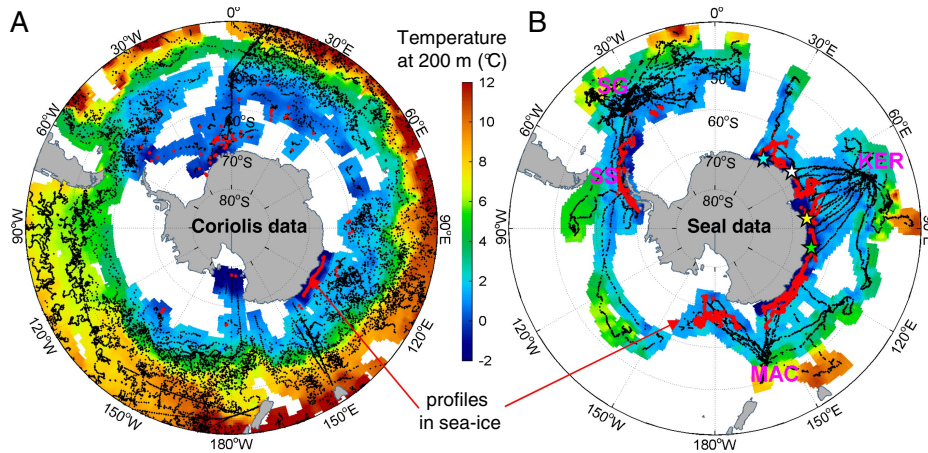 A
B
Temperature
at 200 m (°C)
12
10
8
6
4
2
0
-2
0°
30°E
60°E
90°E
120°E
150°E
180°W
150°W
120°W
90°W
60°W
30°W
60°S
70°S
80°S
Coriolis data
0°
30°E
60°E
90°E
120°E
150°E
180°W
150°W
120°W
90°W
60°W
30°W
50°S
60°S
70°S
80°S
SG
SS
KER
MAC
Seal data
profiles
in sea-ice